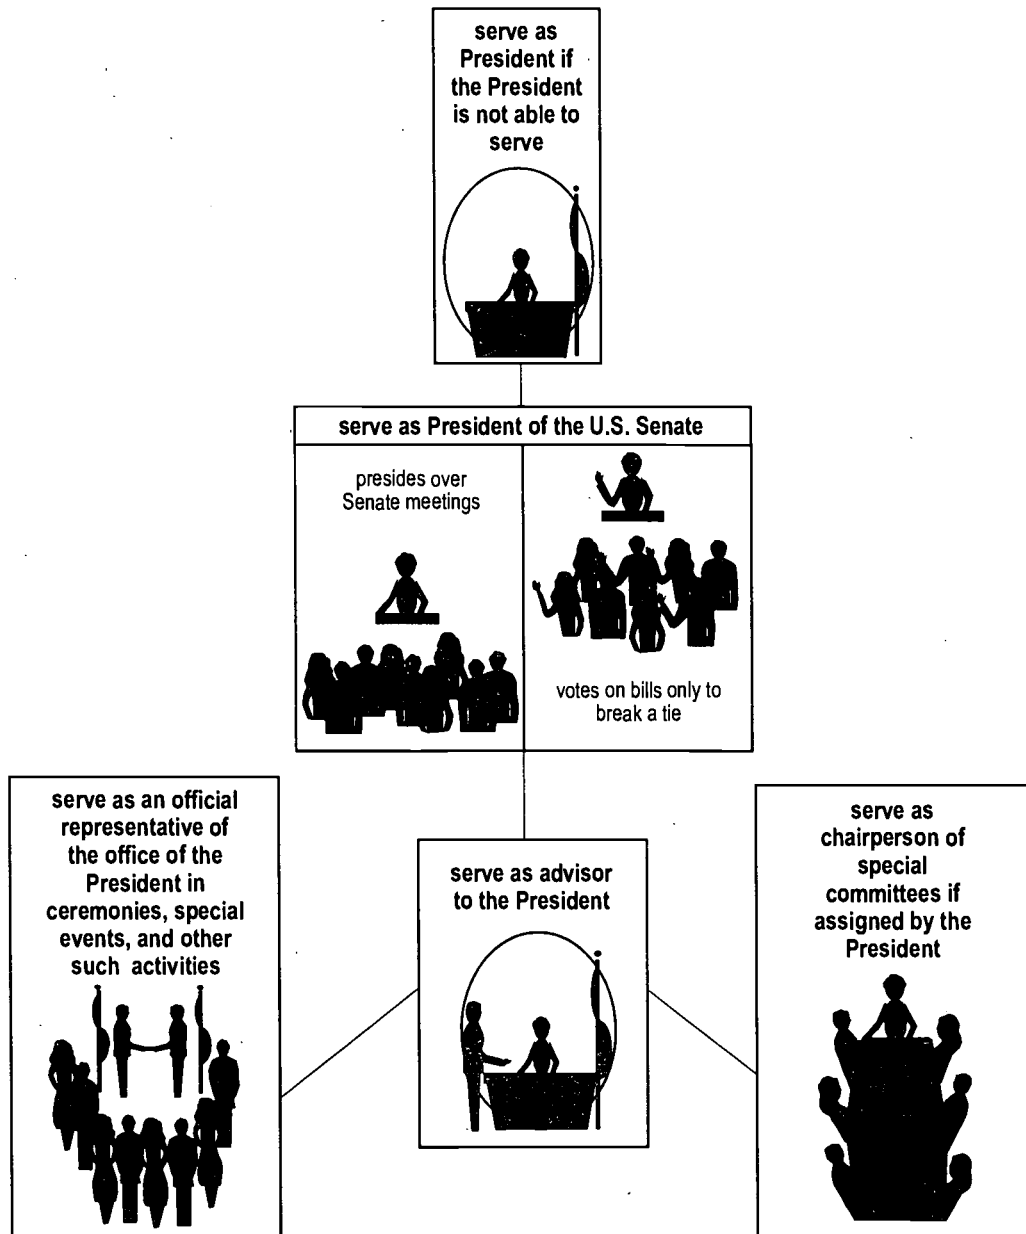 serve as
President if
the President
is not able to
serve
serve as President of the U.S. Senate
presides over
Senate meetings
votes on bills only to
break a tie
serve as an official
representative of
the office of the
President in
ceremonies, special
events, and other
such activities
serve as advisor
to the President
serve as
chairperson of
special
committees if
assigned by the
President